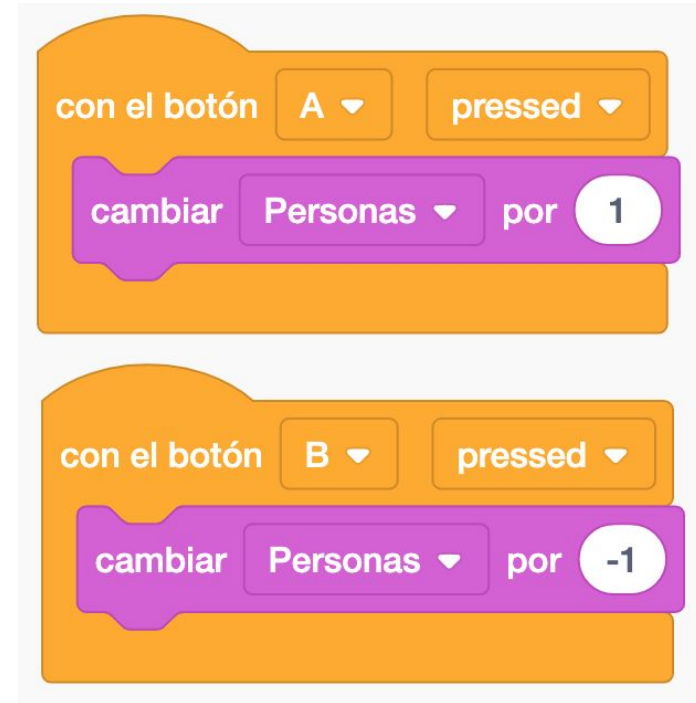 con el botón A pressed
cambiar Personas por 1
con el botón B pressed
cambiar Personas por -1